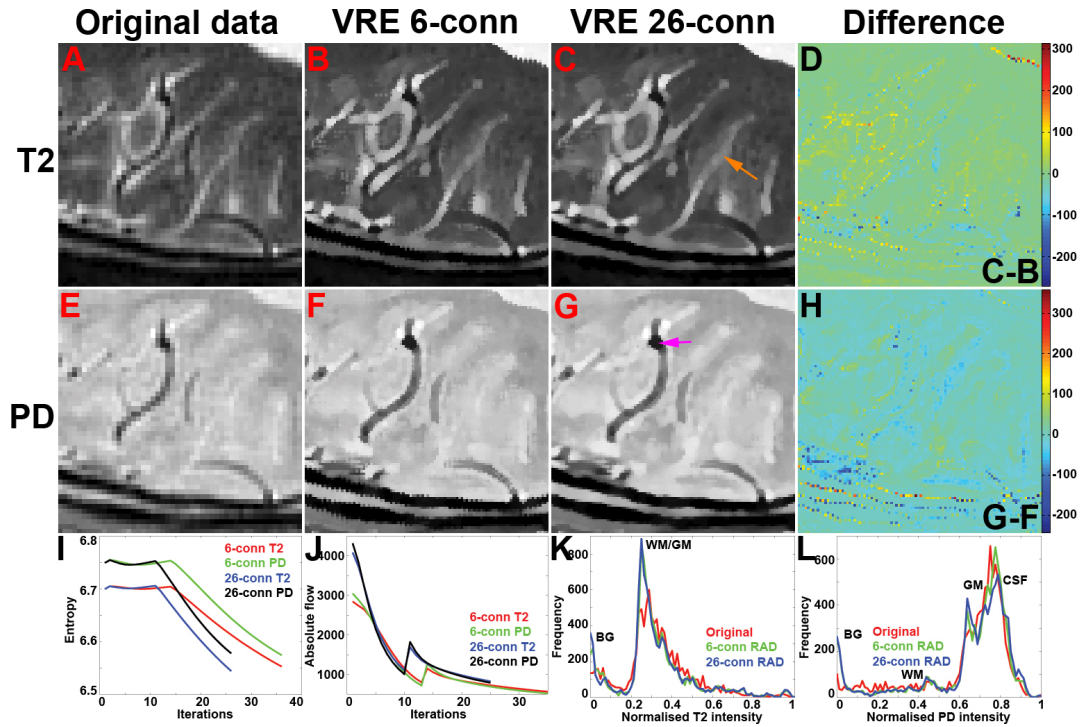 Original data VRE 6-conn VRE 26-conn Difference
T2
A B C D
300
200
100
0
-100
-200
C-B
PD
E F G H
300
200
100
0
-100
-200
G-F
I
6.8
6.7
6.6
6.5
Entropy
0 10 20 30 40
Iterations
6-conn T2
6-conn PD
26-conn T2
26-conn PD
J
4000
3000
2000
1000
Absolute flow
0 10 20 30
Iterations
6-conn T2
6-conn PD
26-conn T2
26-conn PD
K
800
600
400
200
0
Frequency
0 0.2 0.4 0.6 0.8 1
Normalised T2 intensity
WM/GM
BG
Original
6-conn RAD
26-conn RAD
L
600
400
200
0
Frequency
0 0.2 0.4 0.6 0.8 1
Normalised PD intensity
GM
CSF
BG
WM
Original
6-conn RAD
26-conn RAD